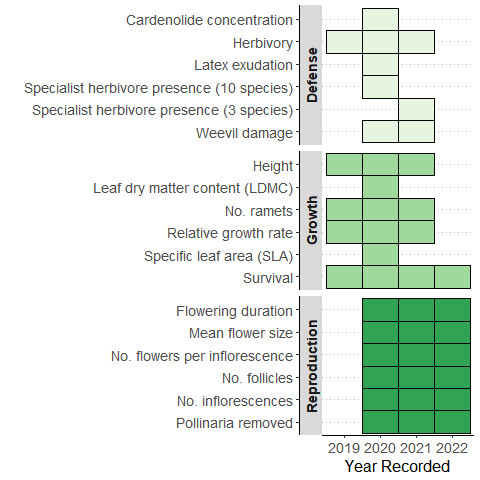 Cardenolide concentration
Herbivory
Latex exudation
Specialist herbivore presence (10 species)
Specialist herbivore presence (3 species)
Weevil damage
Defense
Height
Leaf dry matter content (LDMC)
No. ramets
Relative growth rate
Specific leaf area (SLA)
Survival
Growth
Flowering duration
Mean flower size
No. flowers per inflorescence
No. follicles
No. inflorescences
Pollinaria removed
Reproduction
2019 2020 2021 2022
Year Recorded